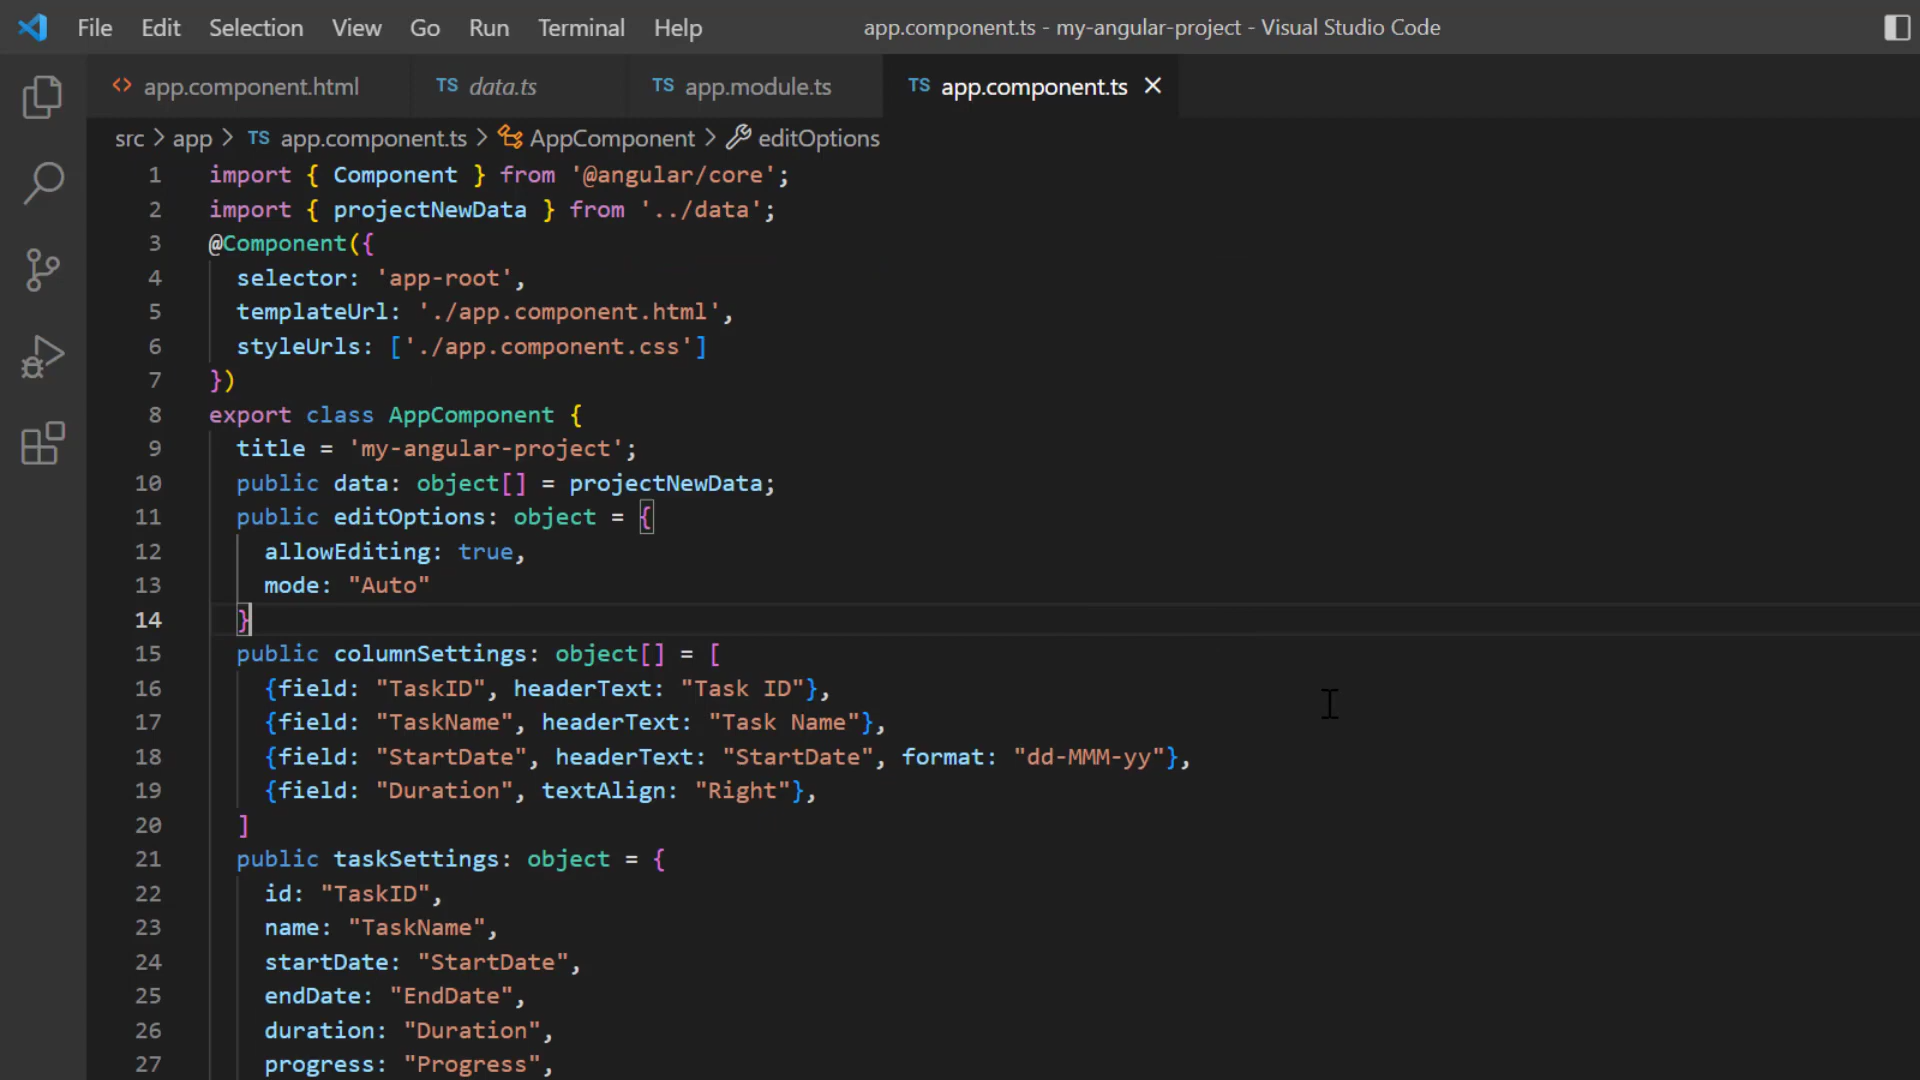 File Edit Selection View Go Run Terminal Help app.component.ts - my-angular-project - Visual Studio Code
<> app.component.html TS data.ts TS app.module.ts TS app.component.ts
src > app > TS app.component.ts > AppComponent > editOptions
1 import { Component } from '@angular/core';
2 import { projectNewData } from '../data';
3 @Component({
4   selector: 'app-root',
5   templateUrl: './app.component.html',
6   styleUrls: ['./app.component.css']
7 })
8 export class AppComponent {
9   title = 'my-angular-project';
10   public data: object[] = projectNewData;
11   public editOptions: object = {
12     allowEditing: true,
13     mode: "Auto"
14   }
15   public columnSettings: object[] = [
16     {field: "TaskID", headerText: "Task ID"},
17     {field: "TaskName", headerText: "Task Name"},
18     {field: "StartDate", headerText: "StartDate", format: "dd-MMM-yy"},
19     {field: "Duration", textAlign: "Right"},
20   ]
21   public taskSettings: object = {
22     id: "TaskID",
23     name: "TaskName",
24     startDate: "StartDate",
25     endDate: "EndDate",
26     duration: "Duration",
27     progress: "Progress",